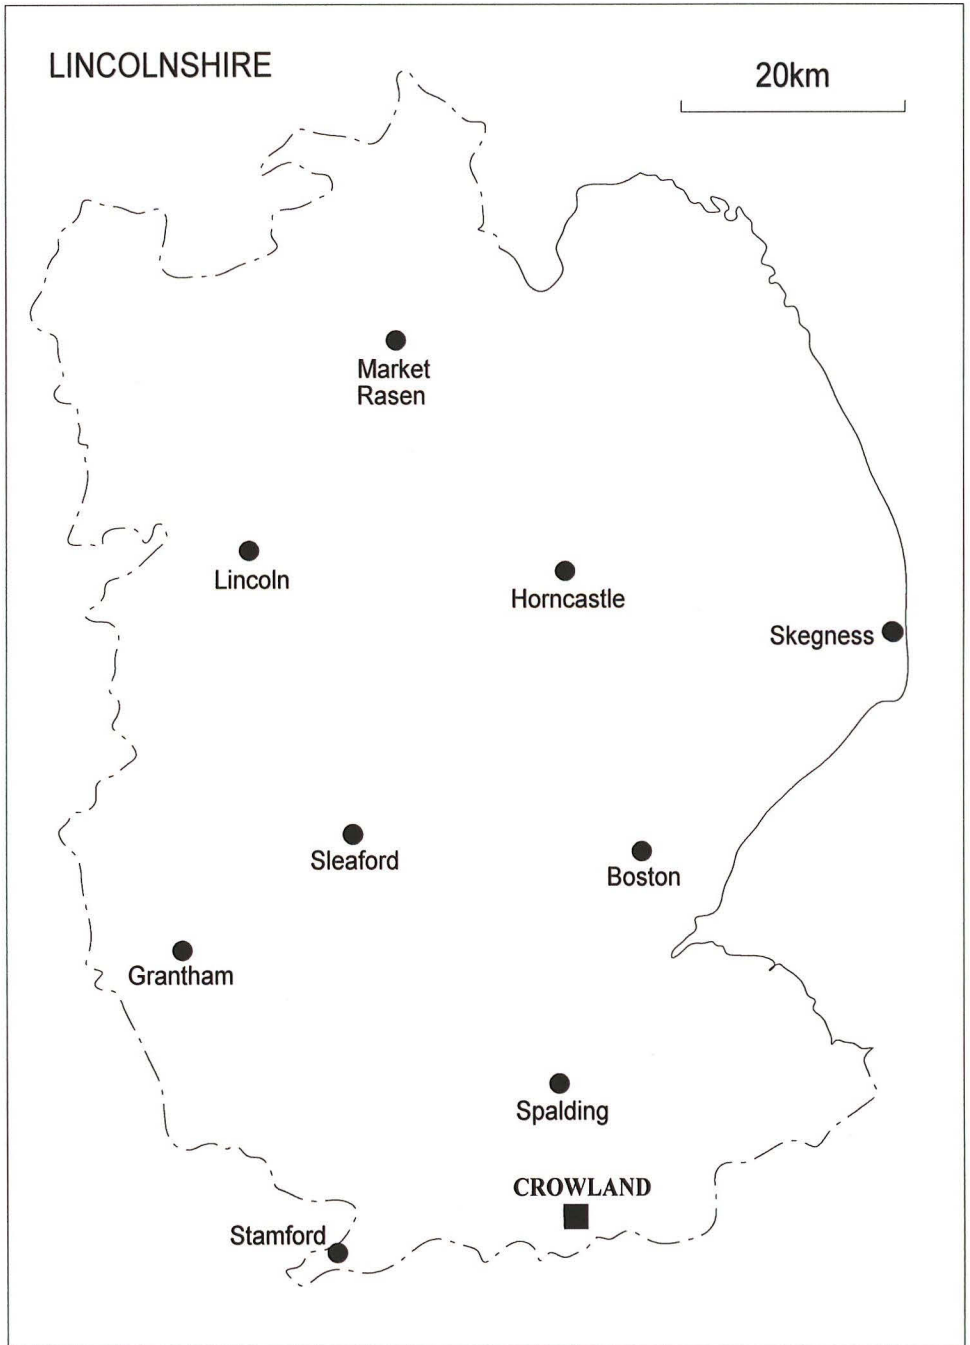 LINCOLNSHIRE
20km
Market
Rasen
Lincoln
Horncastle
Skegness
Sleaford
Boston
Grantham
Spalding
CROWLAND
Stamford